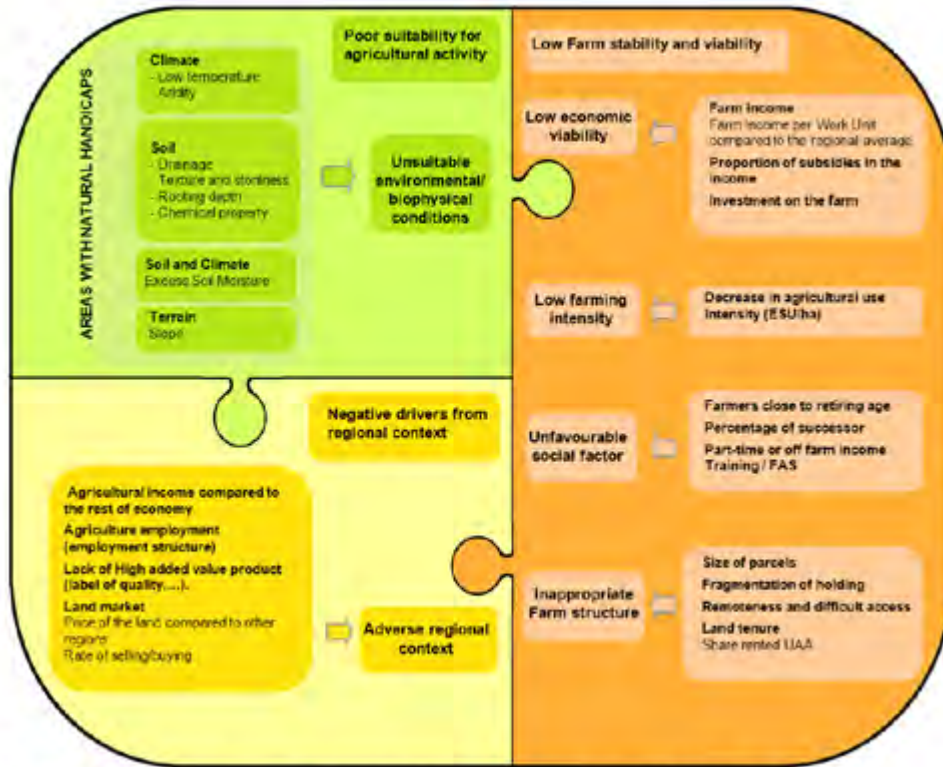 AREAS WITH NATURAL HANDICAPS
Poor suitability for
agricultural activity
Climate
- Low temperature
Aridity
Soil
- Drainage
Texture and stoniness
- Rooting depth
- Chemical property
Soil and Climate
Excess Soil Moisture
Terrain
Slope
Unsuitable
environmental/
biophysical
conditions
Low Farm stability and viability
Low economic
viability
Farm Income
Farm Income per Work Unit
compared to the regional average
Proportion of subsidies in the
income
Investment on the farm
Low farming
intensity
Decrease in agricultural use
Intensity (ESU/ha)
Unfavourable
social factor
Farmers close to retiring age
Percentage of successor
Part-time or off farm income
Training / FAS
Inappropriate
Farm structure
Size of parcels
Fragmentation of holding
Remoteness and difficult access
Land tenure
Share rented UAA
Negative drivers from
regional context
Agricultural income compared to
the rest of economy
Agriculture employment
(employment structure)
Lack of High added value product
(label of quality....).
Land market
Price of the land compared to other
regions
Rate of selling/buying
Adverse regional
context